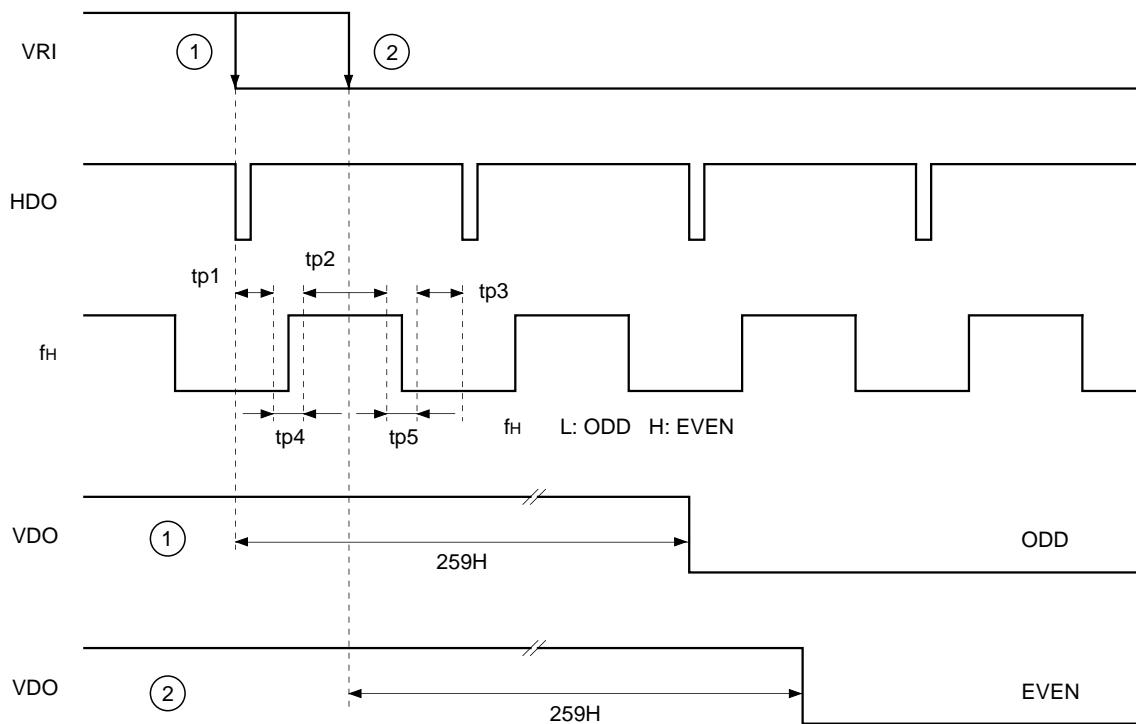 VRI
1
2
HDO
tp1
tp2
tp3
fH
tp4
tp5
fH L: ODD H: EVEN
VDO
1
259H
ODD
VDO
2
259H
EVEN